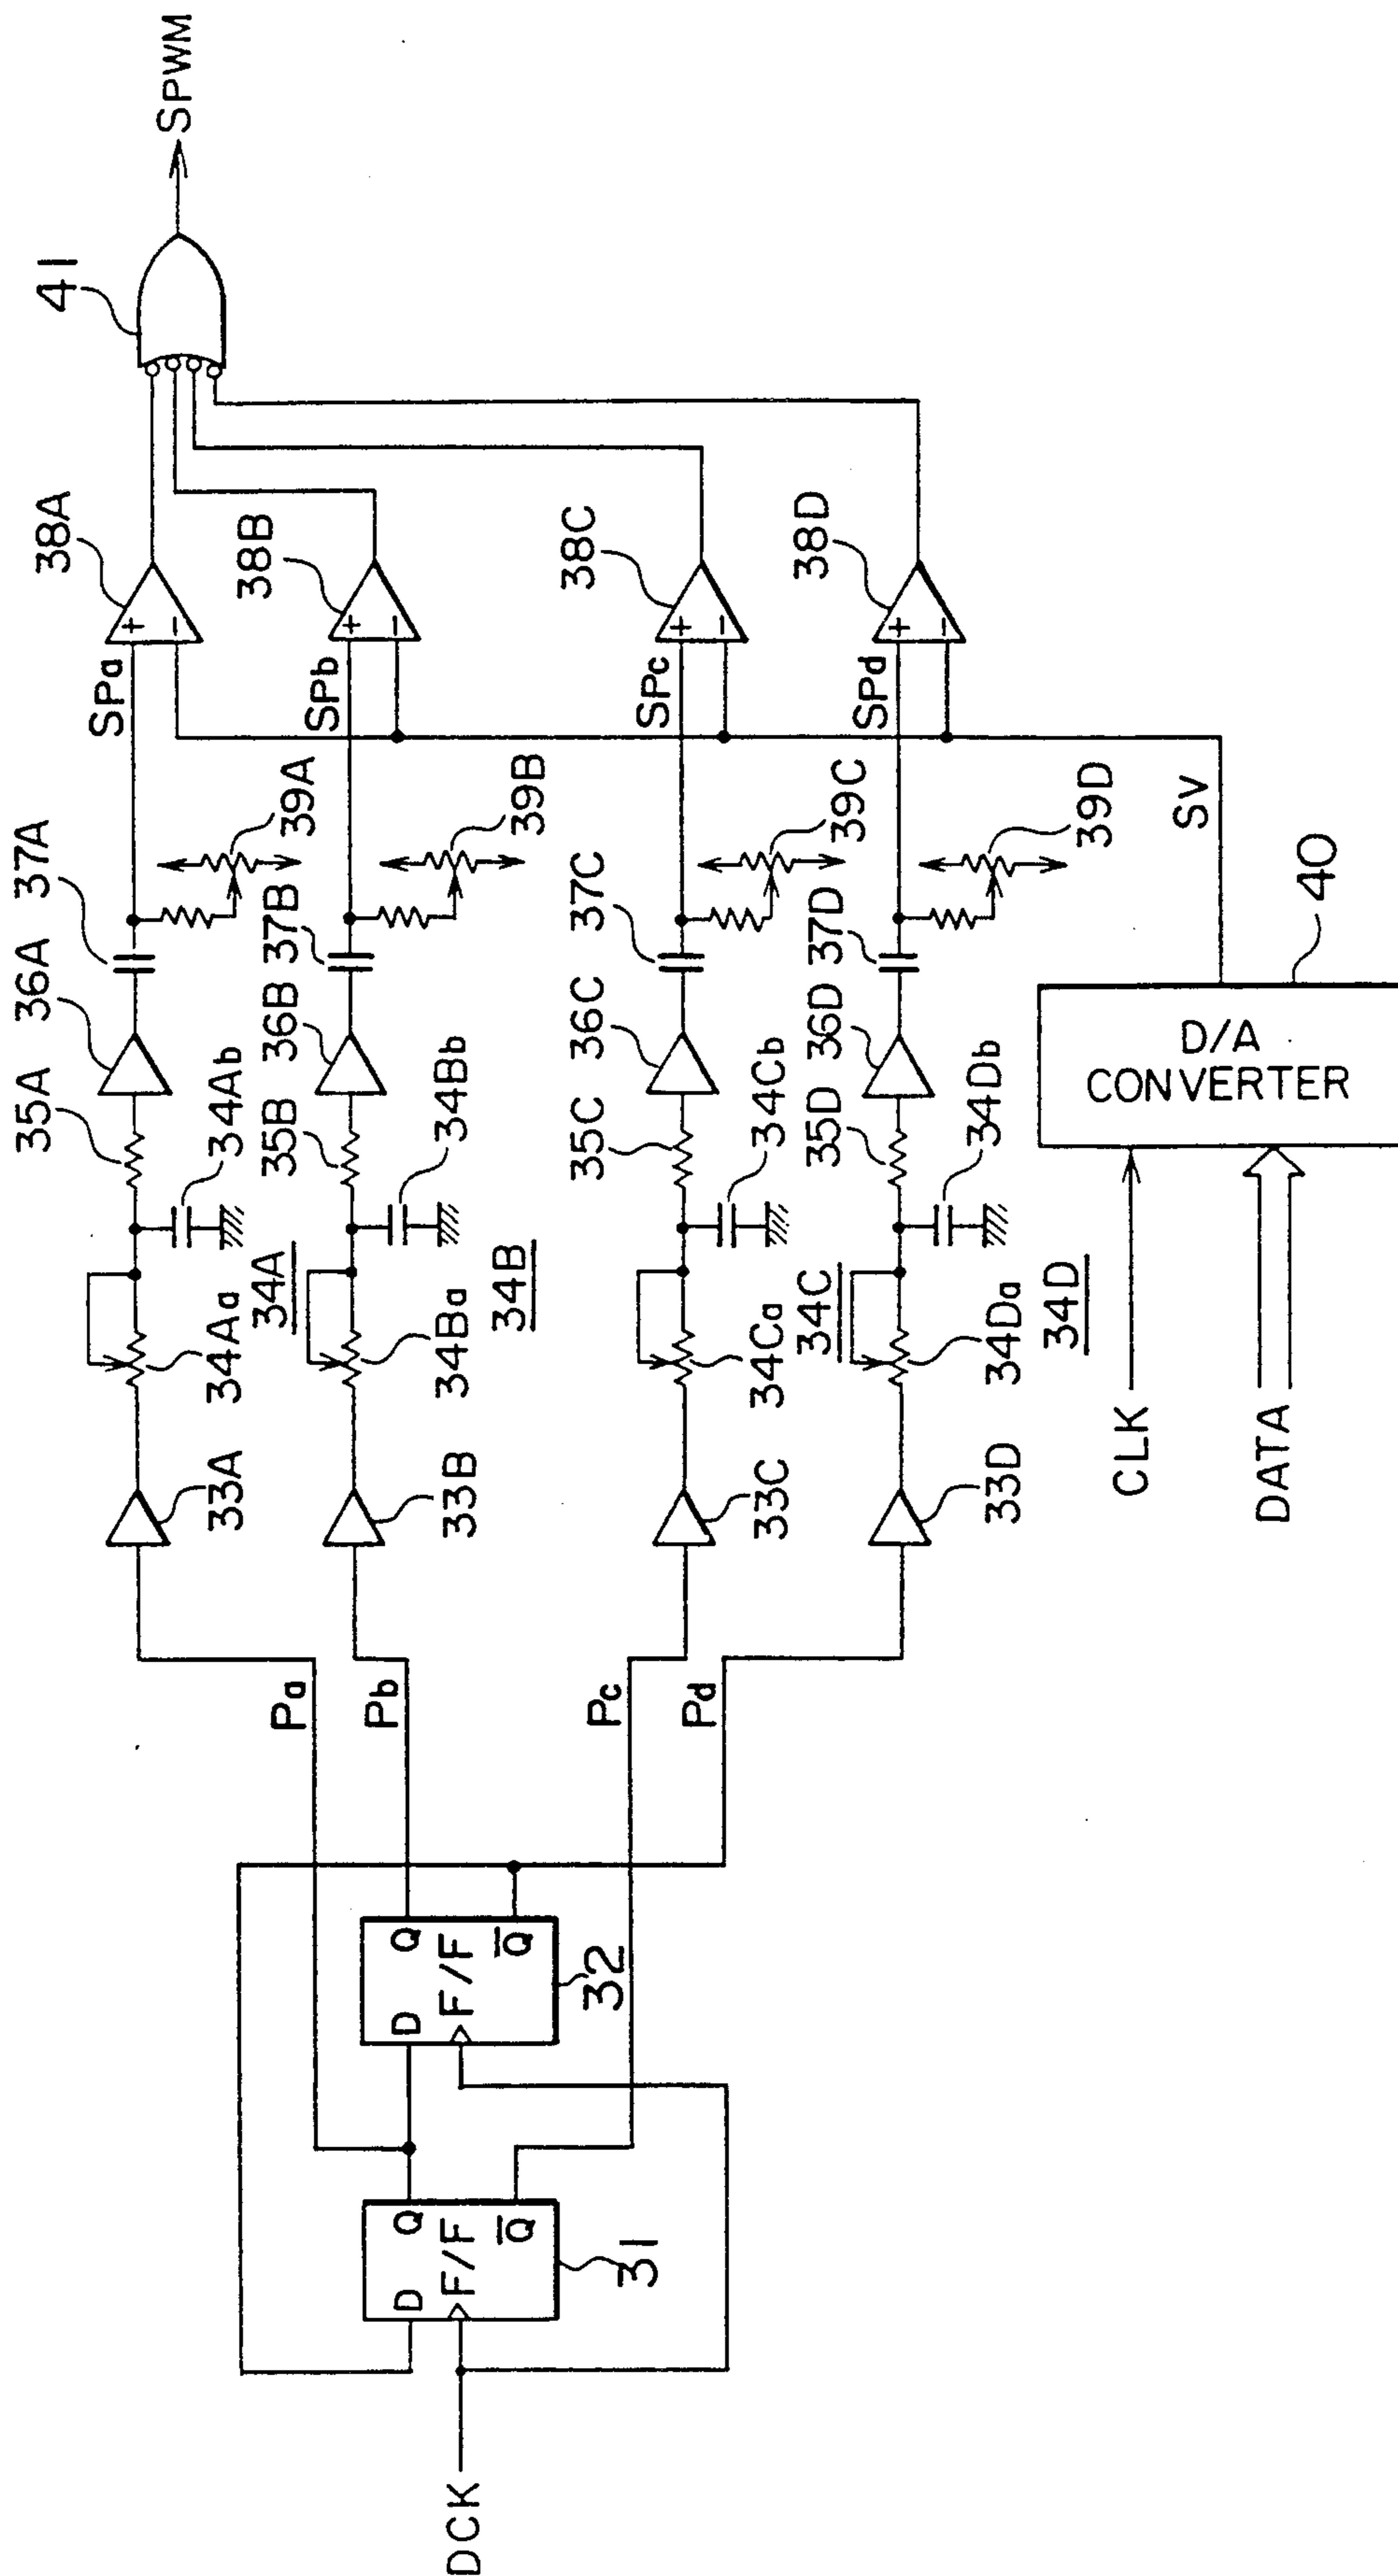 DCK
D
Q
F/F
Q̅
31
D
Q
F/F
Q̅
32
Pa
Pb
Pc
Pd
33A
34Aa
34A
34Ab
35A
36A
37A
39A
SPa
38A
+
−
33B
34Ba
34B
34Bb
35B
36B
37B
39B
SPb
38B
+
−
33C
34Ca
34C
34Cb
35C
36C
37C
39C
SPc
38C
+
−
33D
34Da
34D
34Db
35D
36D
37D
39D
SPd
38D
+
−
41
SPWM
CLK
DATA
D/A
CONVERTER
40
SV